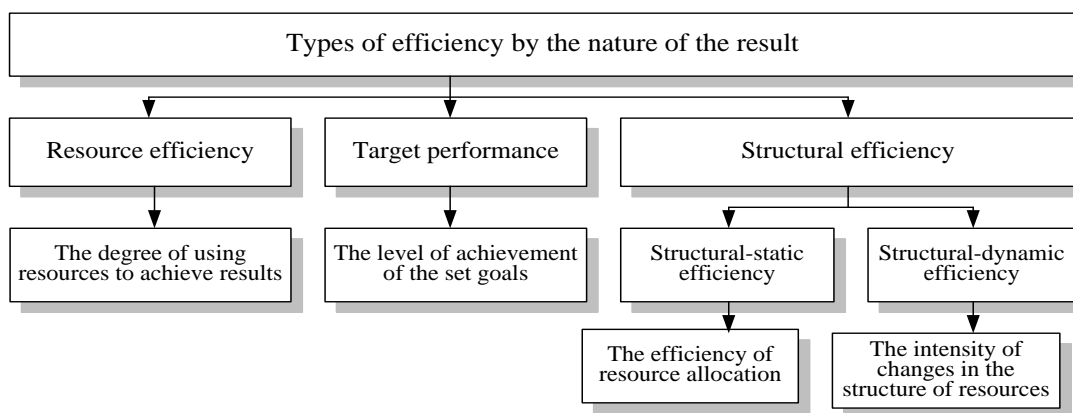 Types of efficiency by the nature of the result
Resource efficiency
Target performance
Structural efficiency
The degree of using
resources to achieve results
The level of achievement
of the set goals
Structural-static
efficiency
Structural-dynamic
efficiency
The efficiency of
resource allocation
The intensity of
changes in the
structure of resources